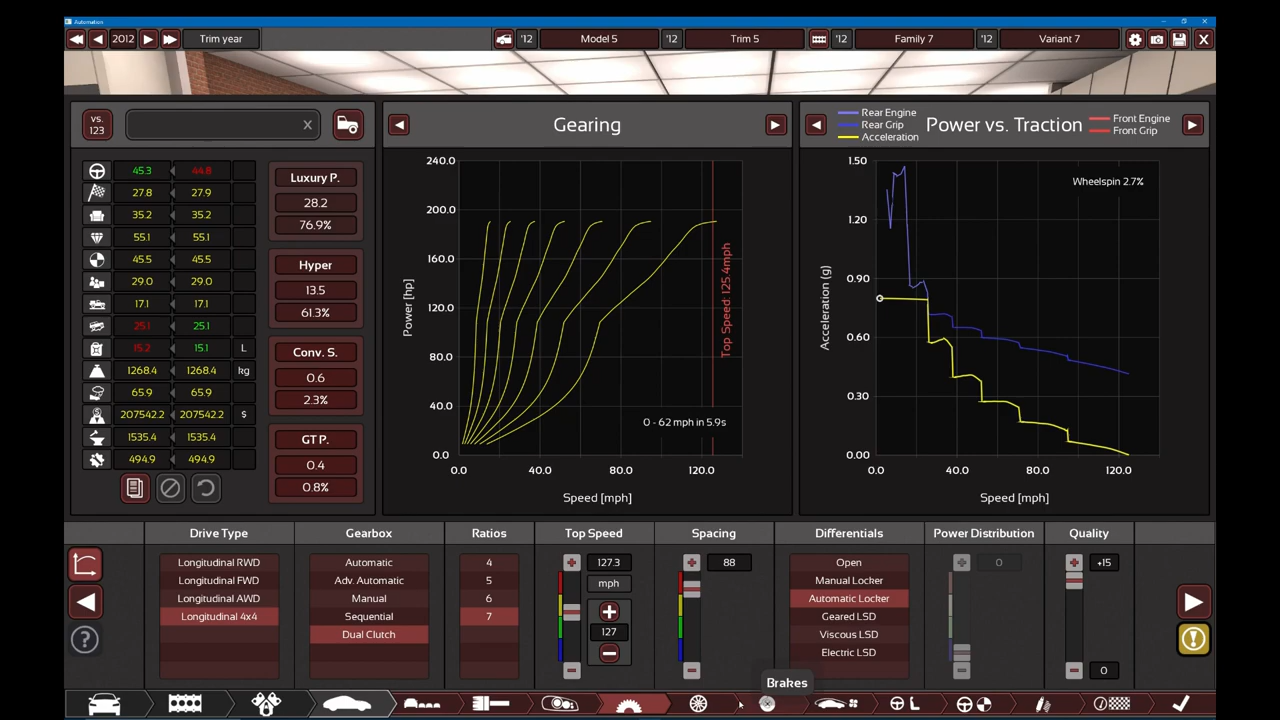 Automation
2012 Trim year '12 Model 5 '12 Trim 5 '12 Family 7 '12 Variant 7
vs. 123 X
Gearing
Rear Engine
Rear Grip
Acceleration
Power vs. Traction
Front Engine
Front Grip
45.3 44.8
27.8 27.9
35.2 35.2
55.1 55.1
45.5 45.5
29.0 29.0
17.1 17.1
25.1 25.1
15.2 15.1 L
1268.4 1268.4 kg
65.9 65.9
207542.2 207542.2 $
1535.4 1535.4
494.9 494.9
Luxury P.
28.2
76.9%
Hyper
13.5
61.3%
Conv. S.
0.6
2.3%
GT P.
0.4
0.8%
240.0
200.0
160.0
120.0
80.0
40.0
0.0
Power [hp]
Top Speed: 125.4mph
0 - 62 mph in 5.9s
0.0 40.0 80.0 120.0
Speed [mph]
1.50
1.20
0.90
0.60
0.30
0.00
Acceleration (g)
Wheelspin 2.7%
0.0 40.0 80.0 120.0
Speed [mph]
Drive Type
Longitudinal RWD
Longitudinal FWD
Longitudinal AWD
Longitudinal 4x4
Gearbox
Automatic
Adv. Automatic
Manual
Sequential
Dual Clutch
Ratios
4
5
6
7
Top Speed
127.3
mph
127
Spacing
88
Differentials
Open
Manual Locker
Automatic Locker
Geared LSD
Viscous LSD
Electric LSD
Power Distribution
0
Quality
+15
0
Brakes